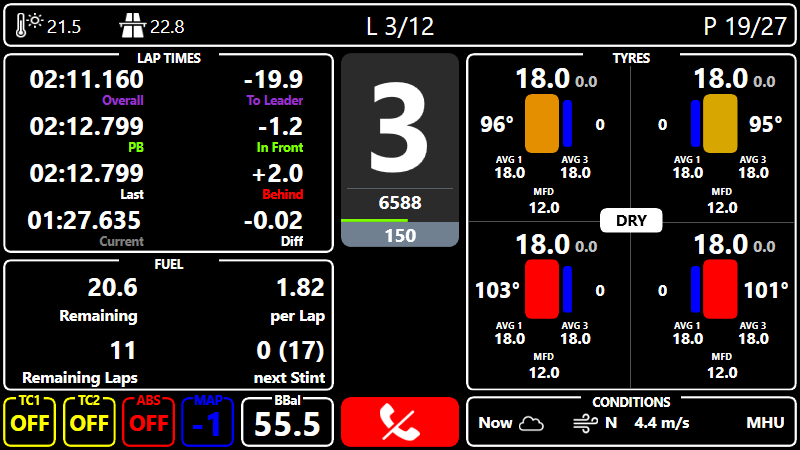 21.5 22.8 L 3/12 P 19/27
LAP TIMES
02:11.160 -19.9
Overall To Leader
02:12.799 -1.2
PB In Front
02:12.799 +2.0
Last Behind
01:27.635 -0.02
Current Diff
FUEL
20.6 1.82
Remaining per Lap
11 0 (17)
Remaining Laps next Stint
TC1 TC2 ABS MAP BBal
OFF OFF OFF -1 55.5
3
6588
150
TYRES
18.0 0.0 18.0 0.0
96° 0 0 95°
AVG 1 AVG 3 AVG 1 AVG 3
18.0 18.0 18.0 18.0
MFD MFD
12.0 12.0
DRY
18.0 0.0 18.0 0.0
103° 0 0 101°
AVG 1 AVG 3 AVG 1 AVG 3
18.0 18.0 18.0 18.0
MFD MFD
12.0 12.0
CONDITIONS
Now N 4.4 m/s MHU